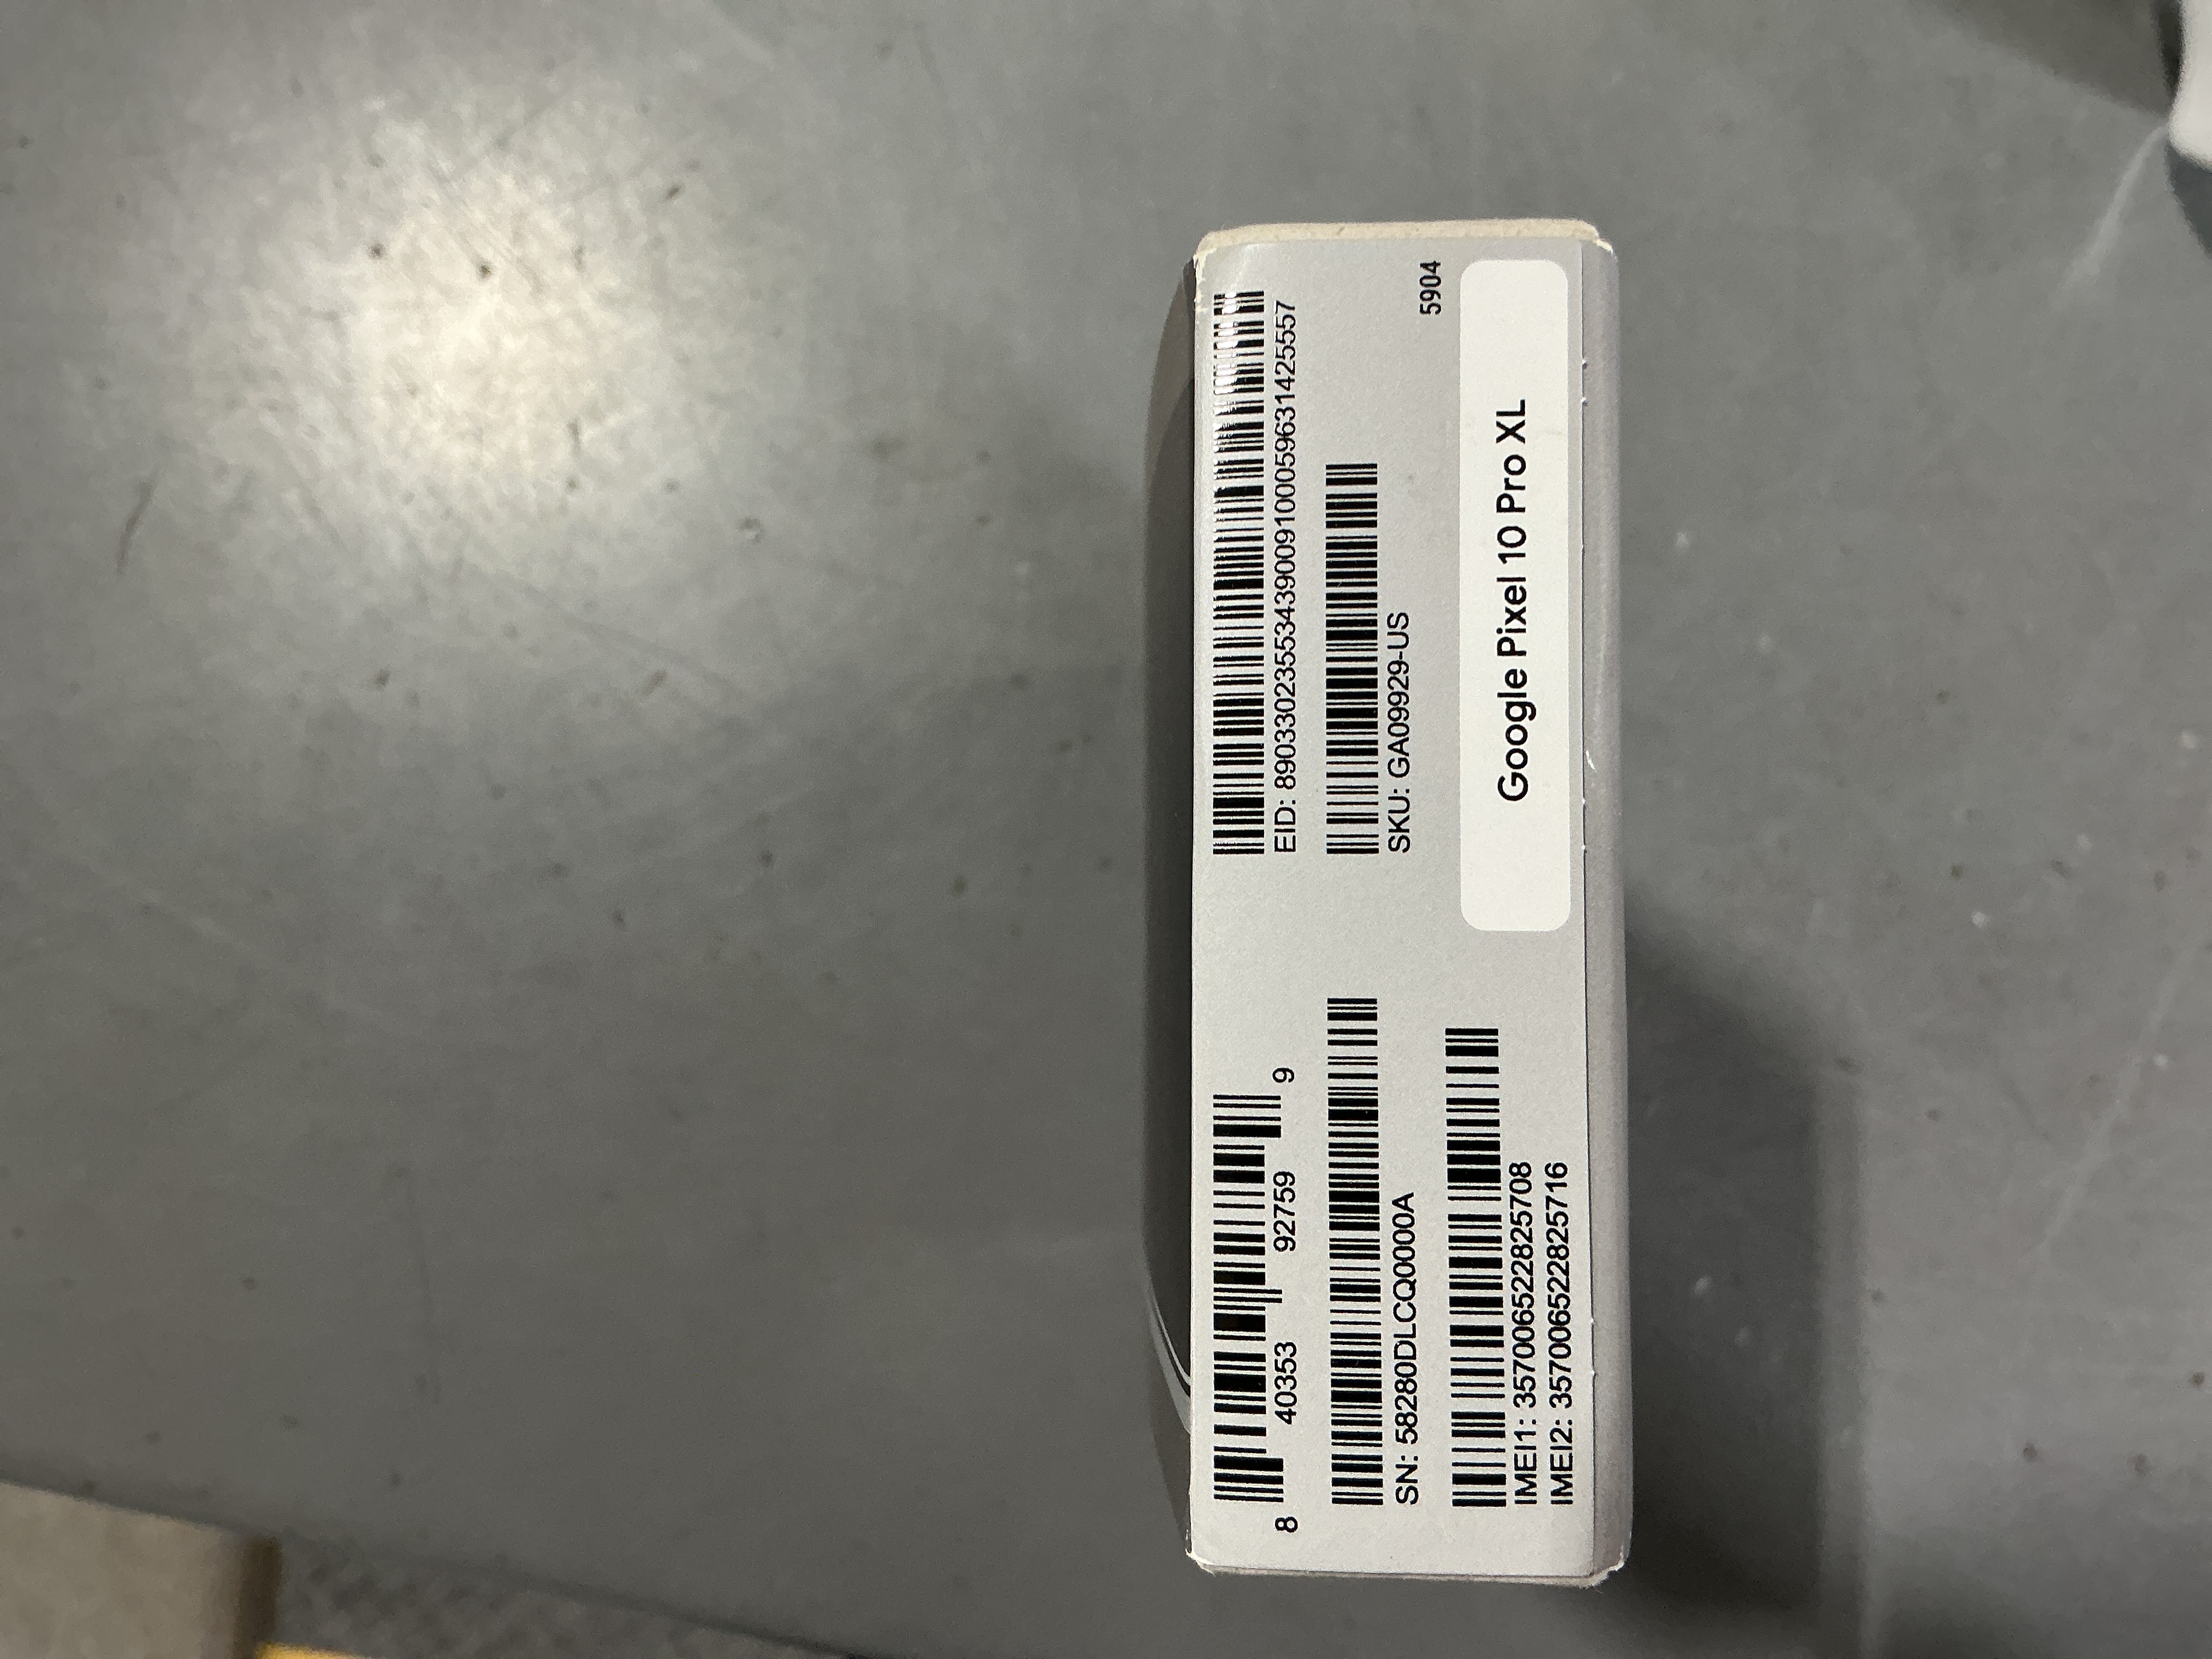 8 40353 92759 9
SN: 58280DLCQ0000A
IMEI1: 357006522825708
IMEI2: 357006522825716
EID: 89033023553439009100059631425557
SKU: GA09929-US
5904
Google Pixel 10 Pro XL